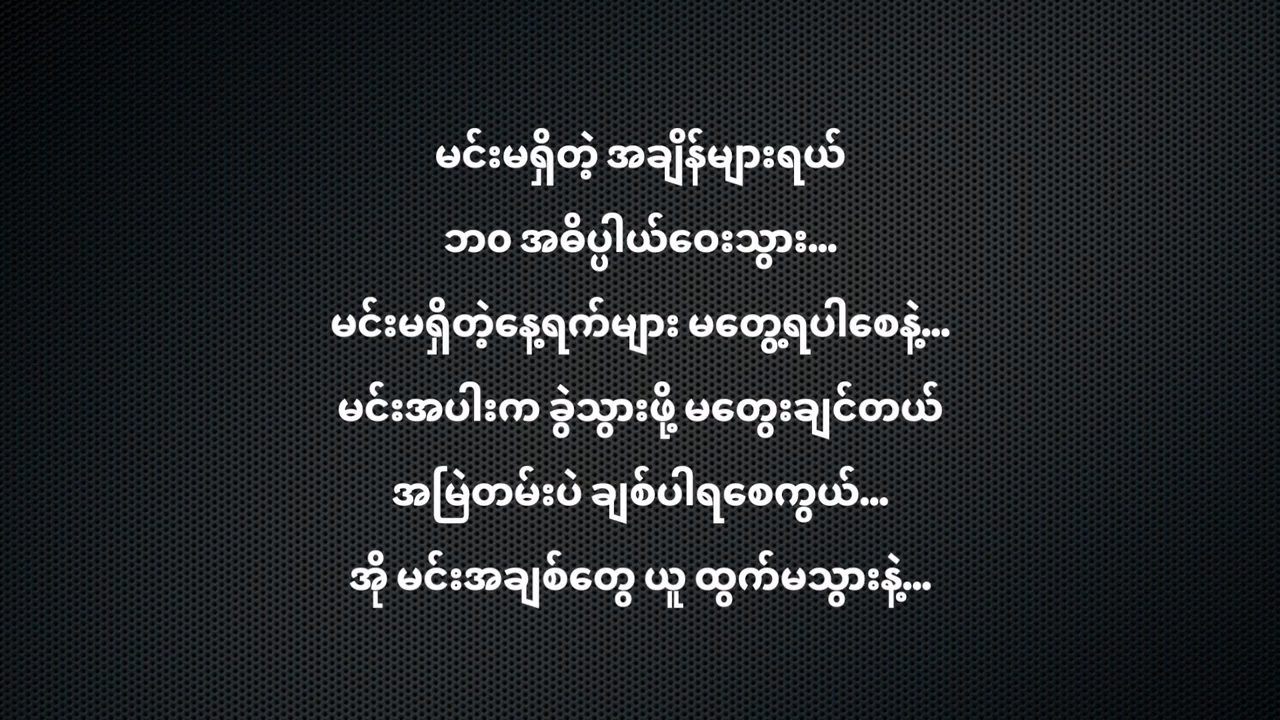 မင်းမရှိတဲ့ အချိန်များရယ်
ဘဝ အဓိပ္ပါယ်ဝေးသွား...
မင်းမရှိတဲ့နေ့ရက်များ မတွေ့ရပါစေနဲ့...
မင်းအပါးက ခွဲသွားဖို့ မတွေးချင်တယ်
အမြဲတမ်းပဲ ချစ်ပါရစေကွယ်...
အို မင်းအချစ်တွေ ယူ ထွက်မသွားနဲ့...